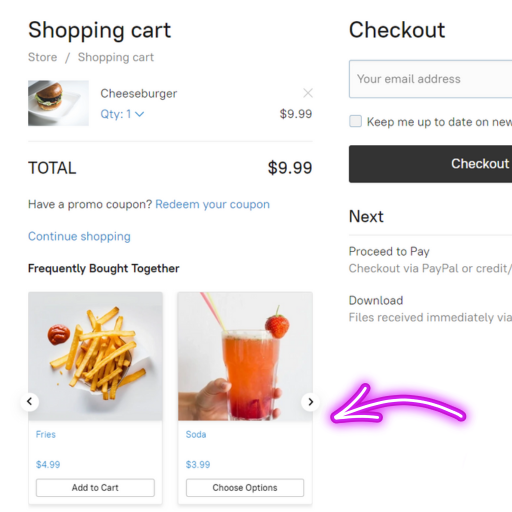 Shopping cart
Store / Shopping cart
Cheeseburger
Qty: 1
$9.99
TOTAL
$9.99
Have a promo coupon? Redeem your coupon
Continue shopping
Frequently Bought Together
Fries
$4.99
Add to Cart
Soda
$3.99
Choose Options
Checkout
Your email address
Keep me up to date on new
Checkout
Next
Proceed to Pay
Checkout via PayPal or credit/
Download
Files received immediately via